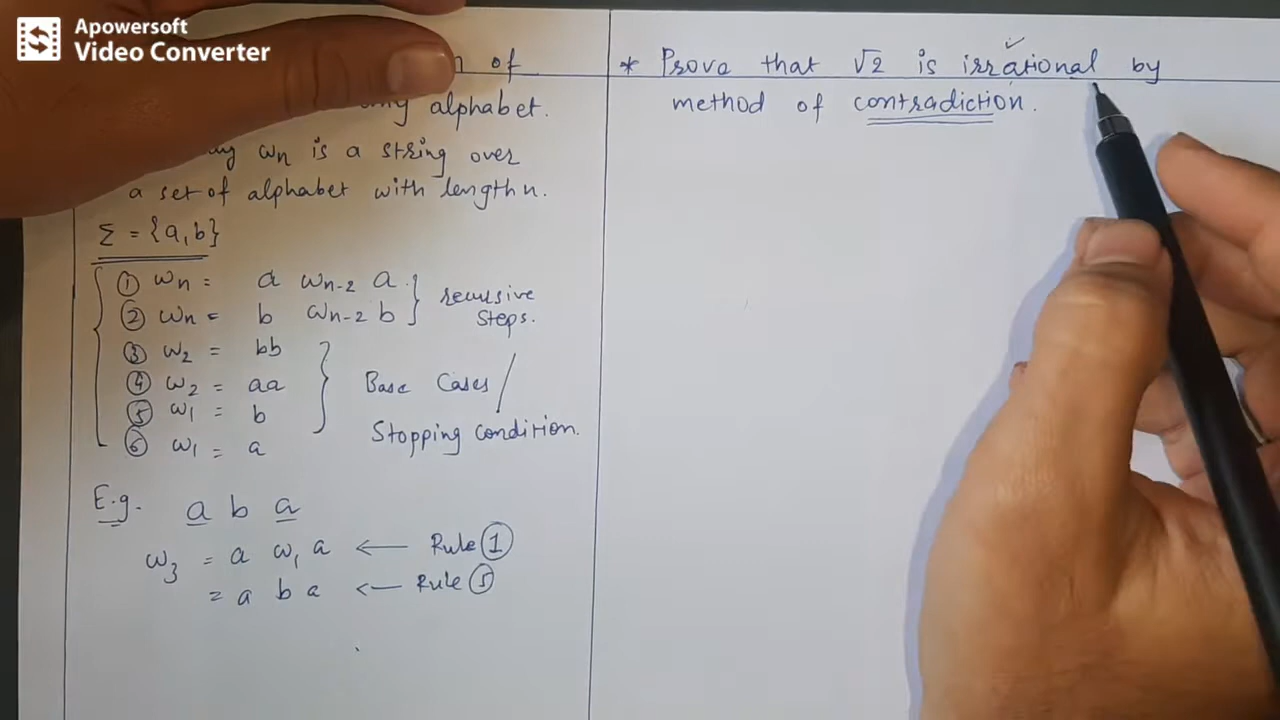 Apowersoft
Video Converter
of
alphabet.
wn is a string over
a set of alphabet with length n.
Σ = {a,b}
① wn = a wn-2 a
② wn = b wn-2 b
recursive
steps.
③ w2 = bb
④ w2 = aa
⑤ w1 = b
⑥ w1 = a
Base Cases /
Stopping condition.
E.g. a b a
w3 = a w1 a ← Rule ①
= a b a ← Rule ⑤
* Prove that √2 is irrational by
method of contradiction.